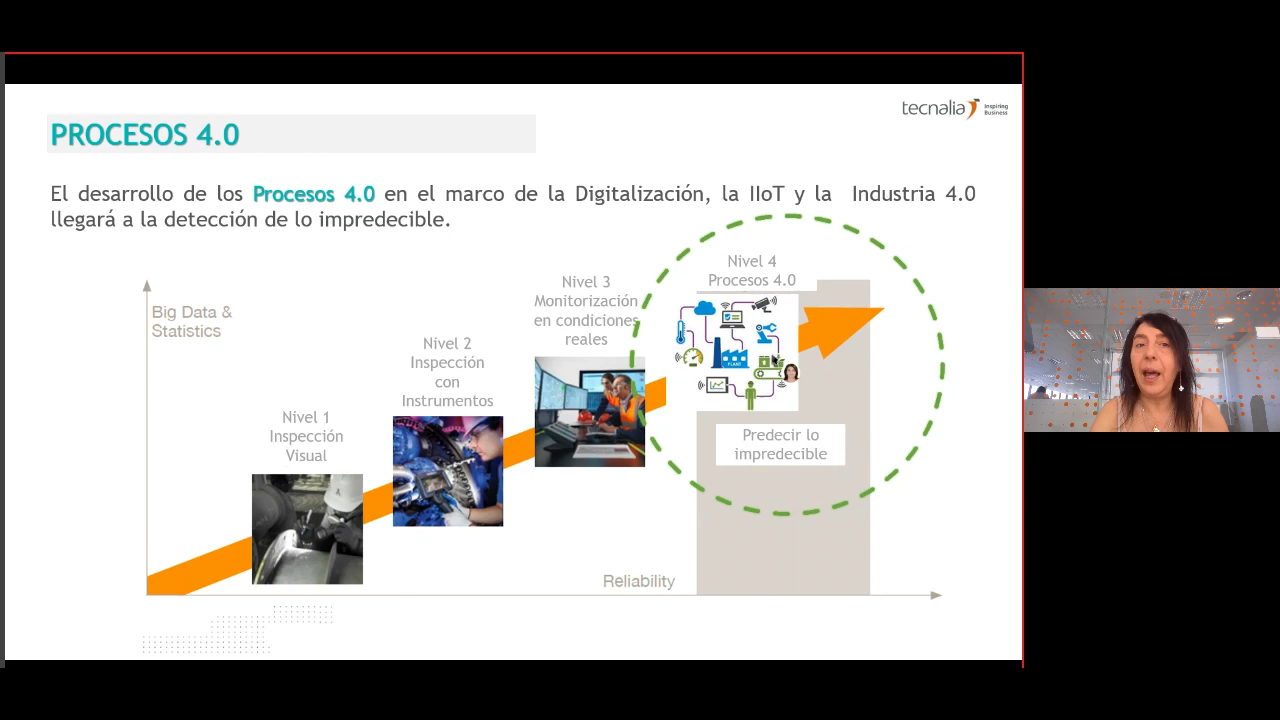 tecnalia Inspiring Business
PROCESOS 4.0
El desarrollo de los Procesos 4.0 en el marco de la Digitalización, la IIoT y la Industria 4.0
llegará a la detección de lo impredecible.
Big Data &
Statistics
Nivel 1
Inspección
Visual
Nivel 2
Inspección
con
Instrumentos
Nivel 3
Monitorización
en condiciones
reales
Nivel 4
Procesos 4.0
PLANT
Predecir lo
impredecible
Reliability